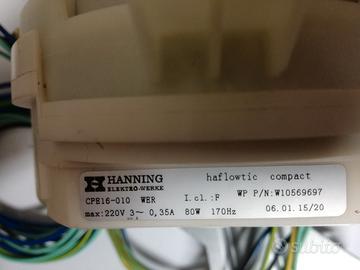 HANNING
ELEKTRO-WERKE
haflowtic compact
CPE16-010 WER I.cl.:F WP P/N:W10569697
max:220V 3~ 0,35A 80W 170Hz 06.01.15/20
subito